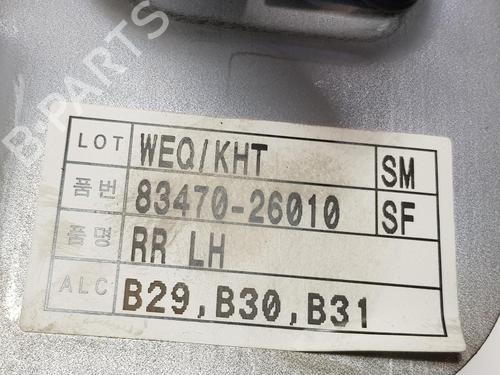 B-PARTS
LOT WEQ/KHT SM
품번 83470-26010 SF
품명 RR LH
ALC B29, B30, B31